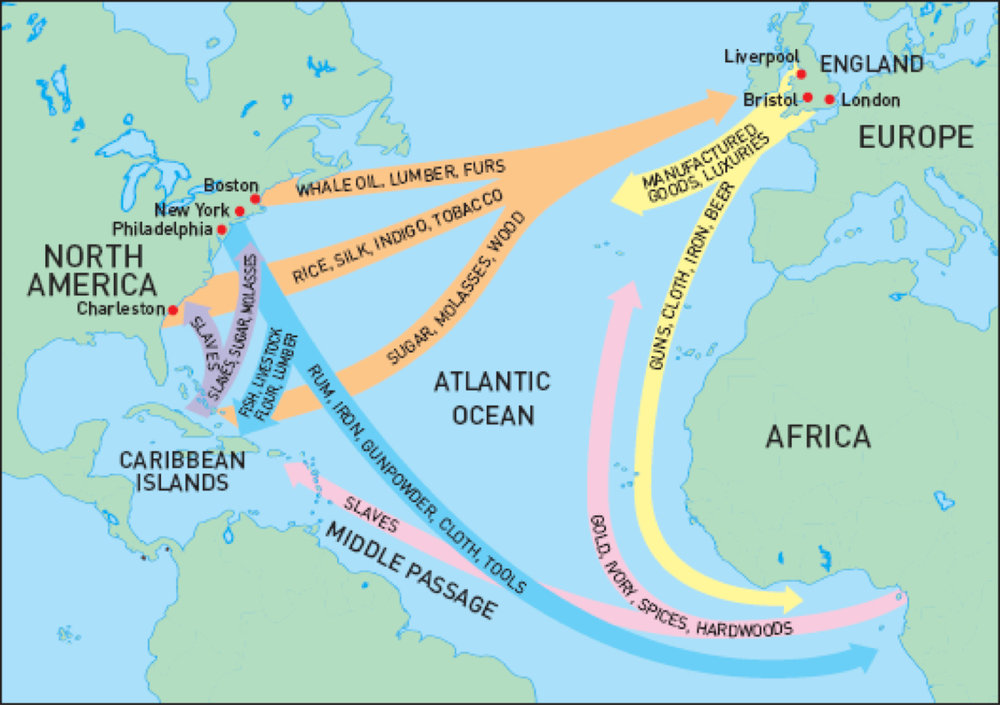 Liverpool
ENGLAND
Bristol
London
EUROPE
MANUFACTURED
GOODS, LUXURIES
WHALE OIL, LUMBER, FURS
Boston
New York
Philadelphia
RICE, SILK, INDIGO, TOBACCO
NORTH
AMERICA
Charleston
SLAVES
SLAVES, SUGAR, MOLASSES
FISH, LIVESTOCK
FLOUR, LUMBER
SUGAR, MOLASSES, WOOD
GUNS, CLOTH, IRON, BEER
RUM, IRON, GUNPOWDER, CLOTH, TOOLS
ATLANTIC
OCEAN
AFRICA
CARIBBEAN
ISLANDS
SLAVES
MIDDLE PASSAGE
GOLD, IVORY, SPICES, HARDWOODS